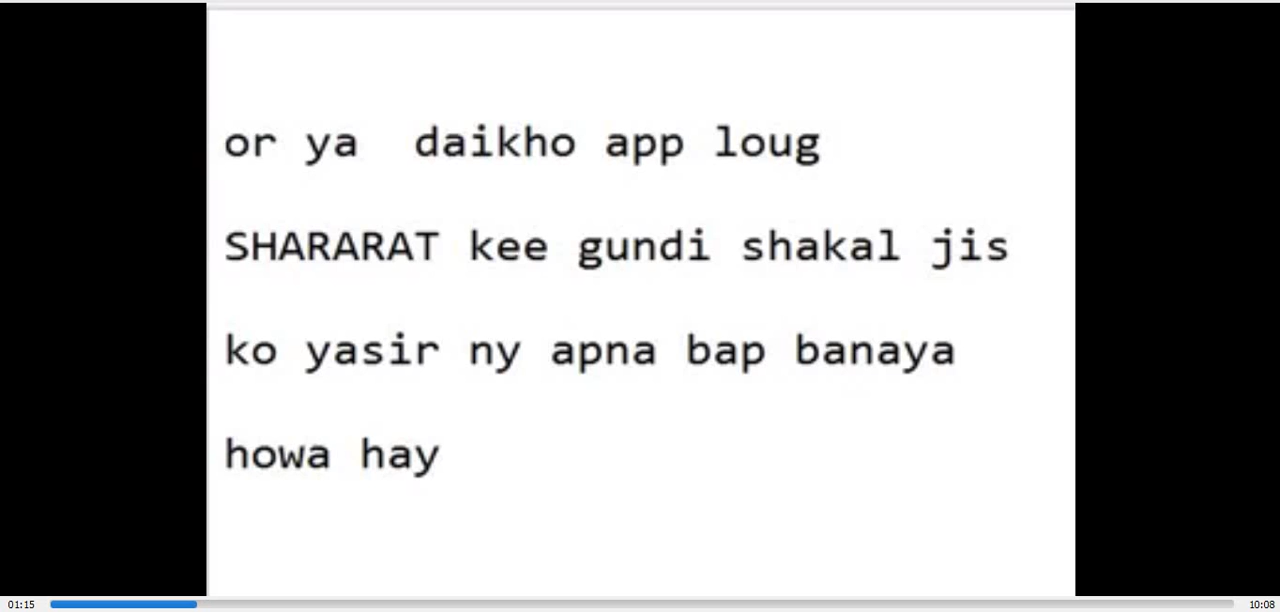 or ya  daikho app loug
SHARARAT kee gundi shakal jis
ko yasir ny apna bap banaya
howa hay
01:15 10:08